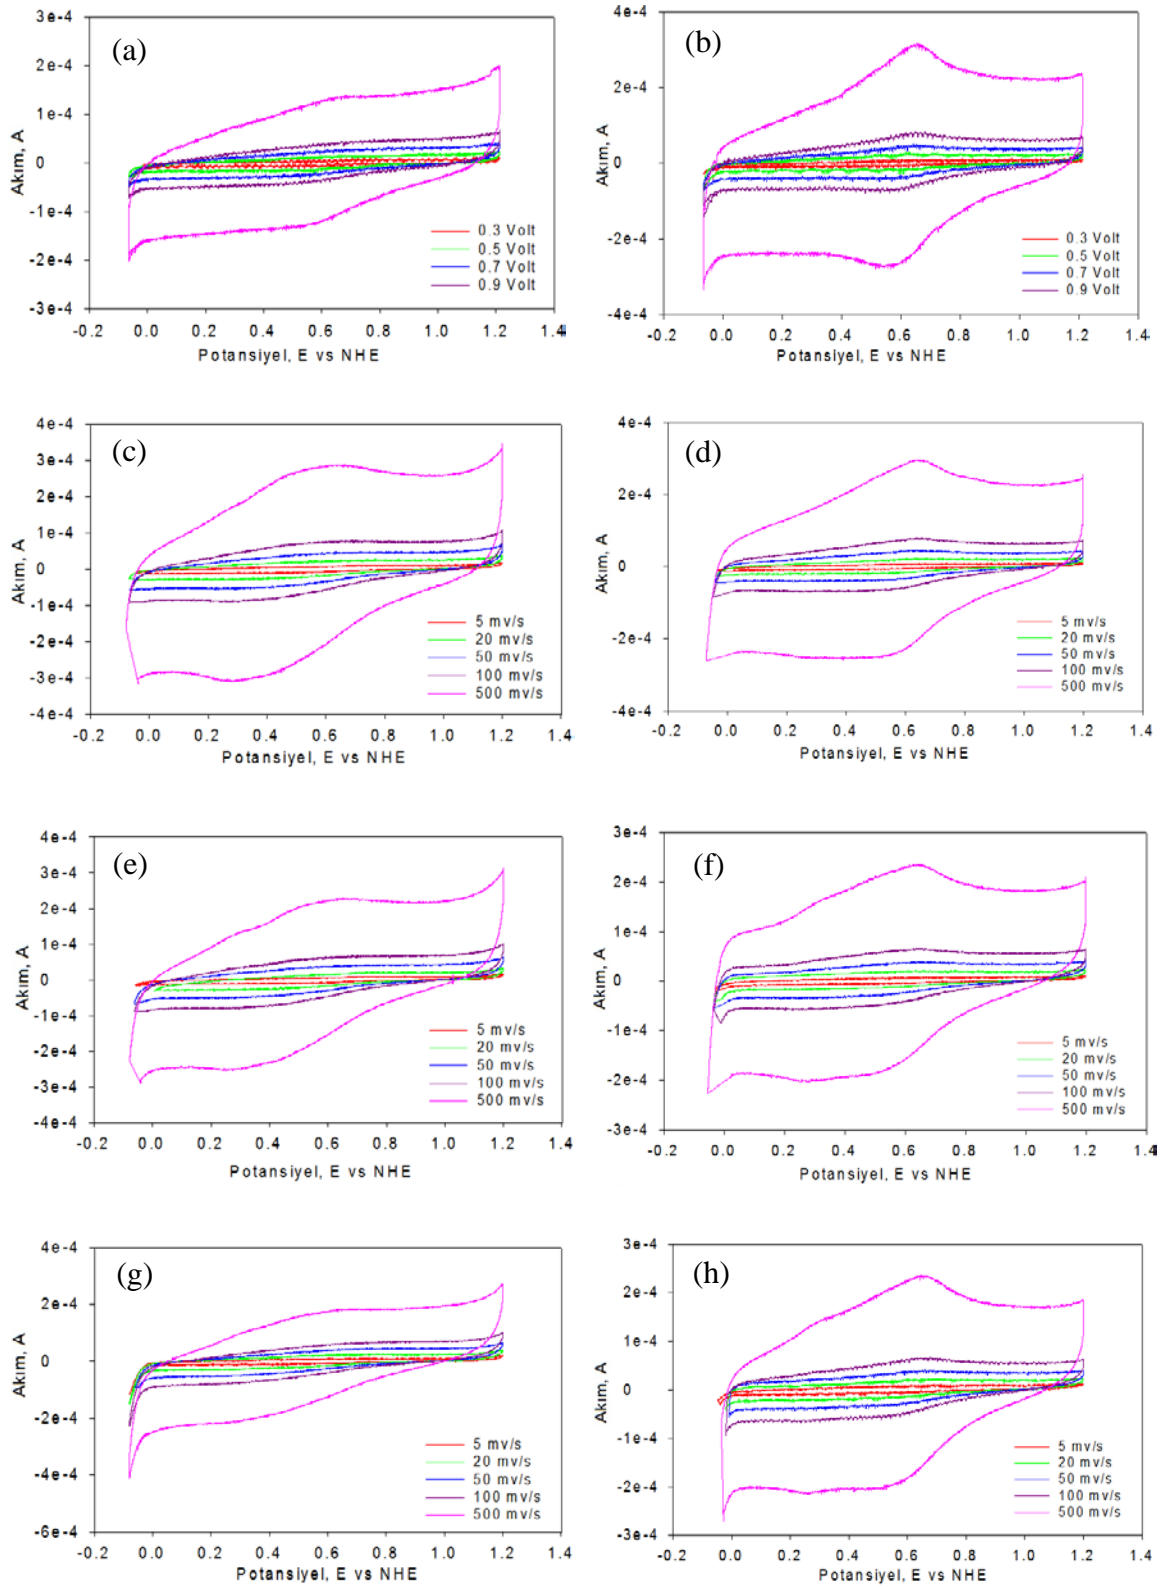 (a)
3e-4
2e-4
1e-4
0
-1e-4
-2e-4
-3e-4
Akım, A
0.3 Volt
0.5 Volt
0.7 Volt
0.9 Volt
-0.2 0.0 0.2 0.4 0.6 0.8 1.0 1.2 1.4
Potansiyel, E vs NHE
(b)
4e-4
2e-4
0
-2e-4
-4e-4
Akım, A
0.3 Volt
0.5 Volt
0.7 Volt
0.9 Volt
-0.2 0.0 0.2 0.4 0.6 0.8 1.0 1.2 1.4
Potansiyel, E vs NHE
(c)
4e-4
3e-4
2e-4
1e-4
0
-1e-4
-2e-4
-3e-4
-4e-4
Akım, A
5 mv/s
20 mv/s
50 mv/s
100 mv/s
500 mv/s
-0.2 0.0 0.2 0.4 0.6 0.8 1.0 1.2 1.4
Potansiyel, E vs NHE
(d)
4e-4
2e-4
0
-2e-4
-4e-4
Akım, A
5 mv/s
20 mv/s
50 mv/s
100 mv/s
500 mv/s
-0.2 0.0 0.2 0.4 0.6 0.8 1.0 1.2 1.4
Potansiyel, E vs NHE
(e)
4e-4
3e-4
2e-4
1e-4
0
-1e-4
-2e-4
-3e-4
-4e-4
Akım, A
5 mv/s
20 mv/s
50 mv/s
100 mv/s
500 mv/s
-0.2 0.0 0.2 0.4 0.6 0.8 1.0 1.2 1.4
Potansiyel, E vs NHE
(f)
3e-4
2e-4
1e-4
0
-1e-4
-2e-4
-3e-4
Akım, A
5 mv/s
20 mv/s
50 mv/s
100 mv/s
500 mv/s
-0.2 0.0 0.2 0.4 0.6 0.8 1.0 1.2 1.4
Potansiyel, E vs NHE
(g)
4e-4
2e-4
0
-2e-4
-4e-4
-6e-4
Akım, A
5 mv/s
20 mv/s
50 mv/s
100 mv/s
500 mv/s
-0.2 0.0 0.2 0.4 0.6 0.8 1.0 1.2 1.4
Potansiyel, E vs NHE
(h)
3e-4
2e-4
1e-4
0
-1e-4
-2e-4
-3e-4
Akım, A
5 mv/s
20 mv/s
50 mv/s
100 mv/s
500 mv/s
-0.2 0.0 0.2 0.4 0.6 0.8 1.0 1.2 1.4
Potansiyel, E vs NHE